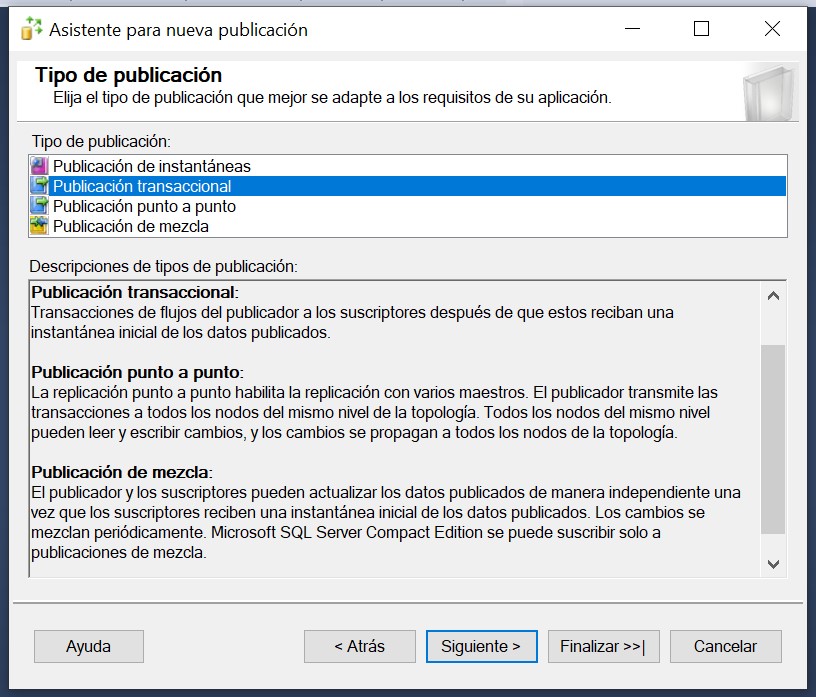 Asistente para nueva publicación
Tipo de publicación
Elija el tipo de publicación que mejor se adapte a los requisitos de su aplicación.
Tipo de publicación:
Publicación de instantáneas
Publicación transaccional
Publicación punto a punto
Publicación de mezcla
Descripciones de tipos de publicación:
Publicación transaccional:
Transacciones de flujos del publicador a los suscriptores después de que estos reciban una
instantánea inicial de los datos publicados.
Publicación punto a punto:
La replicación punto a punto habilita la replicación con varios maestros. El publicador transmite las
transacciones a todos los nodos del mismo nivel de la topología. Todos los nodos del mismo nivel
pueden leer y escribir cambios, y los cambios se propagan a todos los nodos de la topología.
Publicación de mezcla:
El publicador y los suscriptores pueden actualizar los datos publicados de manera independiente una
vez que los suscriptores reciben una instantánea inicial de los datos publicados. Los cambios se
mezclan periódicamente. Microsoft SQL Server Compact Edition se puede suscribir solo a
publicaciones de mezcla.
Ayuda
< Atrás
Siguiente >
Finalizar >>|
Cancelar